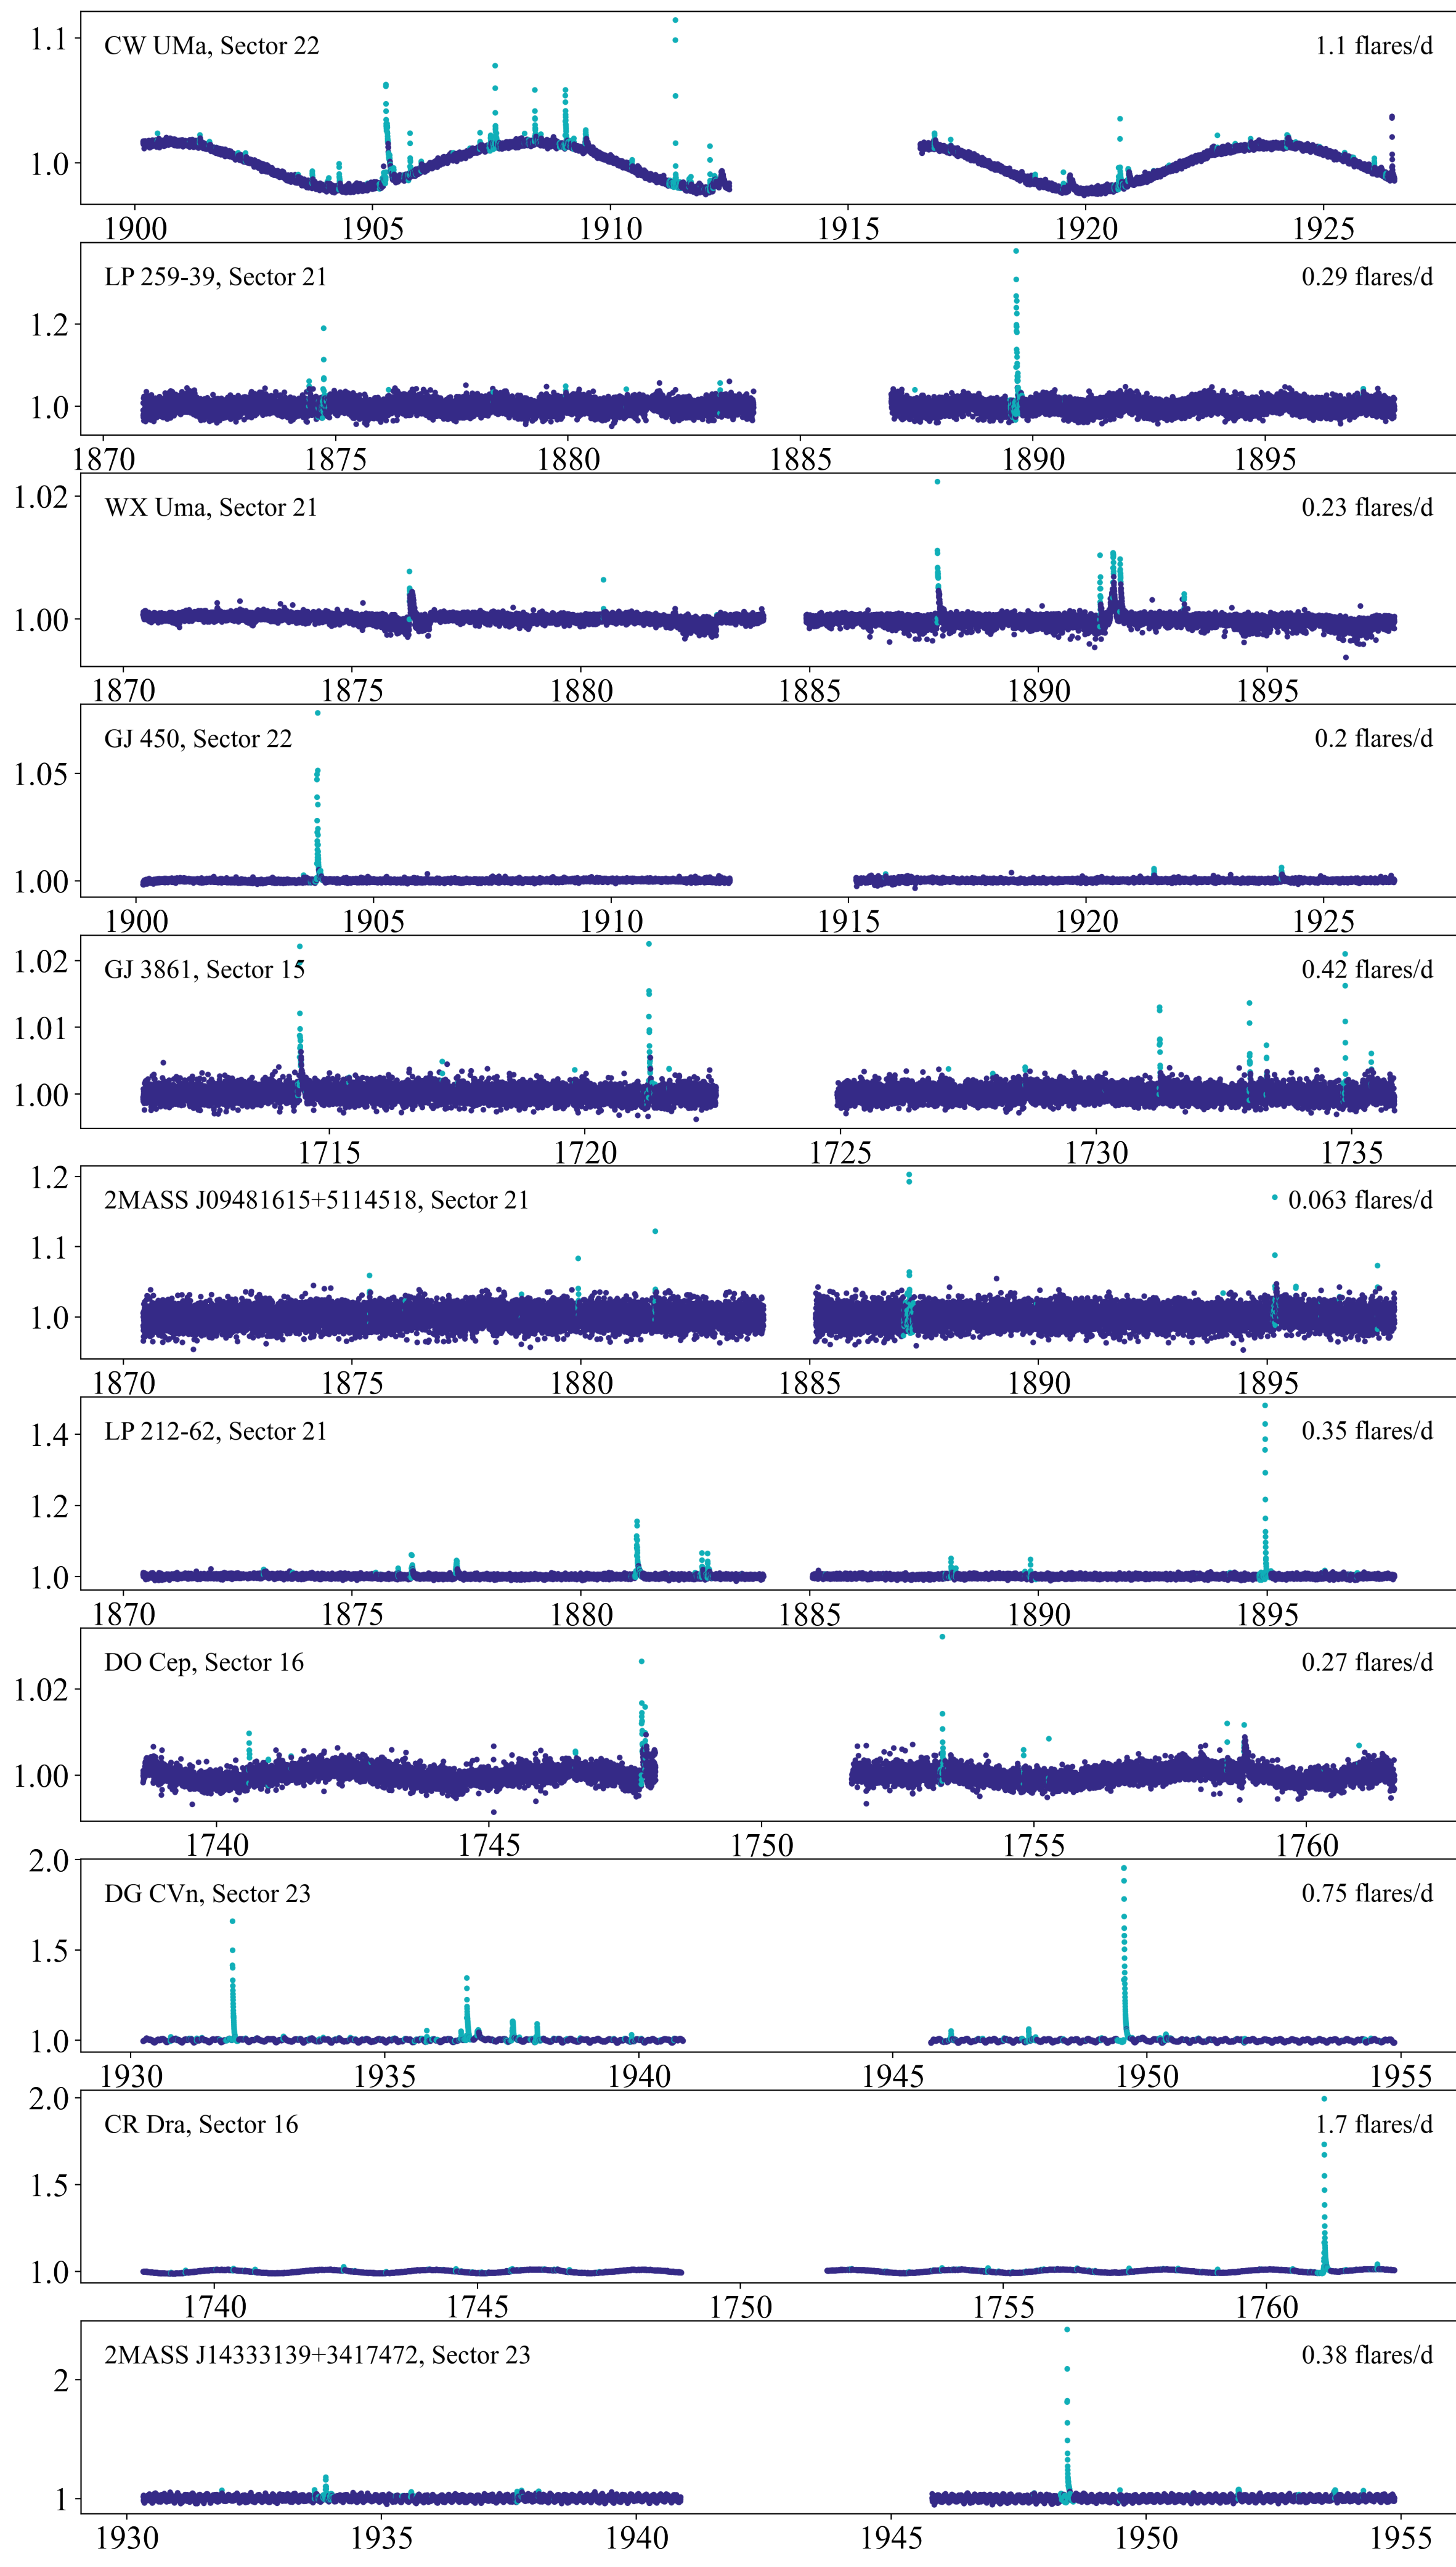 CW UMa, Sector 22 1.1 flares/d
1.1
1.0
1900 1905 1910 1915 1920 1925
LP 259-39, Sector 21 0.29 flares/d
1.2
1.0
1870 1875 1880 1885 1890 1895
1.02
WX Uma, Sector 21 0.23 flares/d
1.00
1870 1875 1880 1885 1890 1895
GJ 450, Sector 22 0.2 flares/d
1.05
1.00
1900 1905 1910 1915 1920 1925
1.02
GJ 3861, Sector 15 0.42 flares/d
1.01
1.00
1715 1720 1725 1730 1735
1.2
2MASS J09481615+5114518, Sector 21 0.063 flares/d
1.1
1.0
1870 1875 1880 1885 1890 1895
LP 212-62, Sector 21 0.35 flares/d
1.4
1.2
1.0
1870 1875 1880 1885 1890 1895
DO Cep, Sector 16 0.27 flares/d
1.02
1.00
1740 1745 1750 1755 1760
2.0
DG CVn, Sector 23 0.75 flares/d
1.5
1.0
1930 1935 1940 1945 1950 1955
2.0
CR Dra, Sector 16 1.7 flares/d
1.5
1.0
1740 1745 1750 1755 1760
2MASS J14333139+3417472, Sector 23 0.38 flares/d
2
1
1930 1935 1940 1945 1950 1955